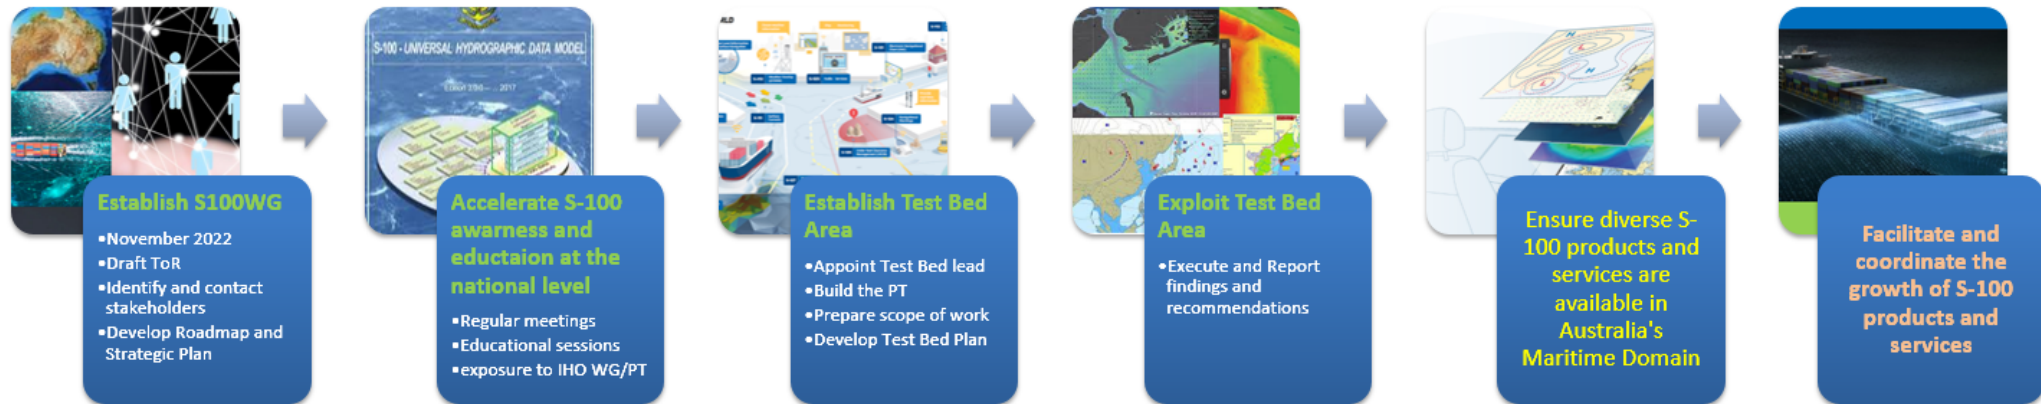 Establish S100WG
▪November 2022
▪Draft ToR
▪Identify and contact
stakeholders
▪Develop Roadmap and
Strategic Plan
S-100 - UNIVERSAL HYDROGRAPHIC DATA MODEL
Accelerate S-100
awarness and
eductaion at the
national level
▪Regular meetings
▪Educational sessions
▪exposure to IHO WG/PT
Establish Test Bed
Area
•Appoint Test Bed lead
•Build the PT
•Prepare scope of work
•Develop Test Bed Plan
Exploit Test Bed
Area
•Execute and Report
findings and
recommendations
Ensure diverse S-
100 products and
services are
available in
Australia's
Maritime Domain
Facilitate and
coordinate the
growth of S-100
products and
services